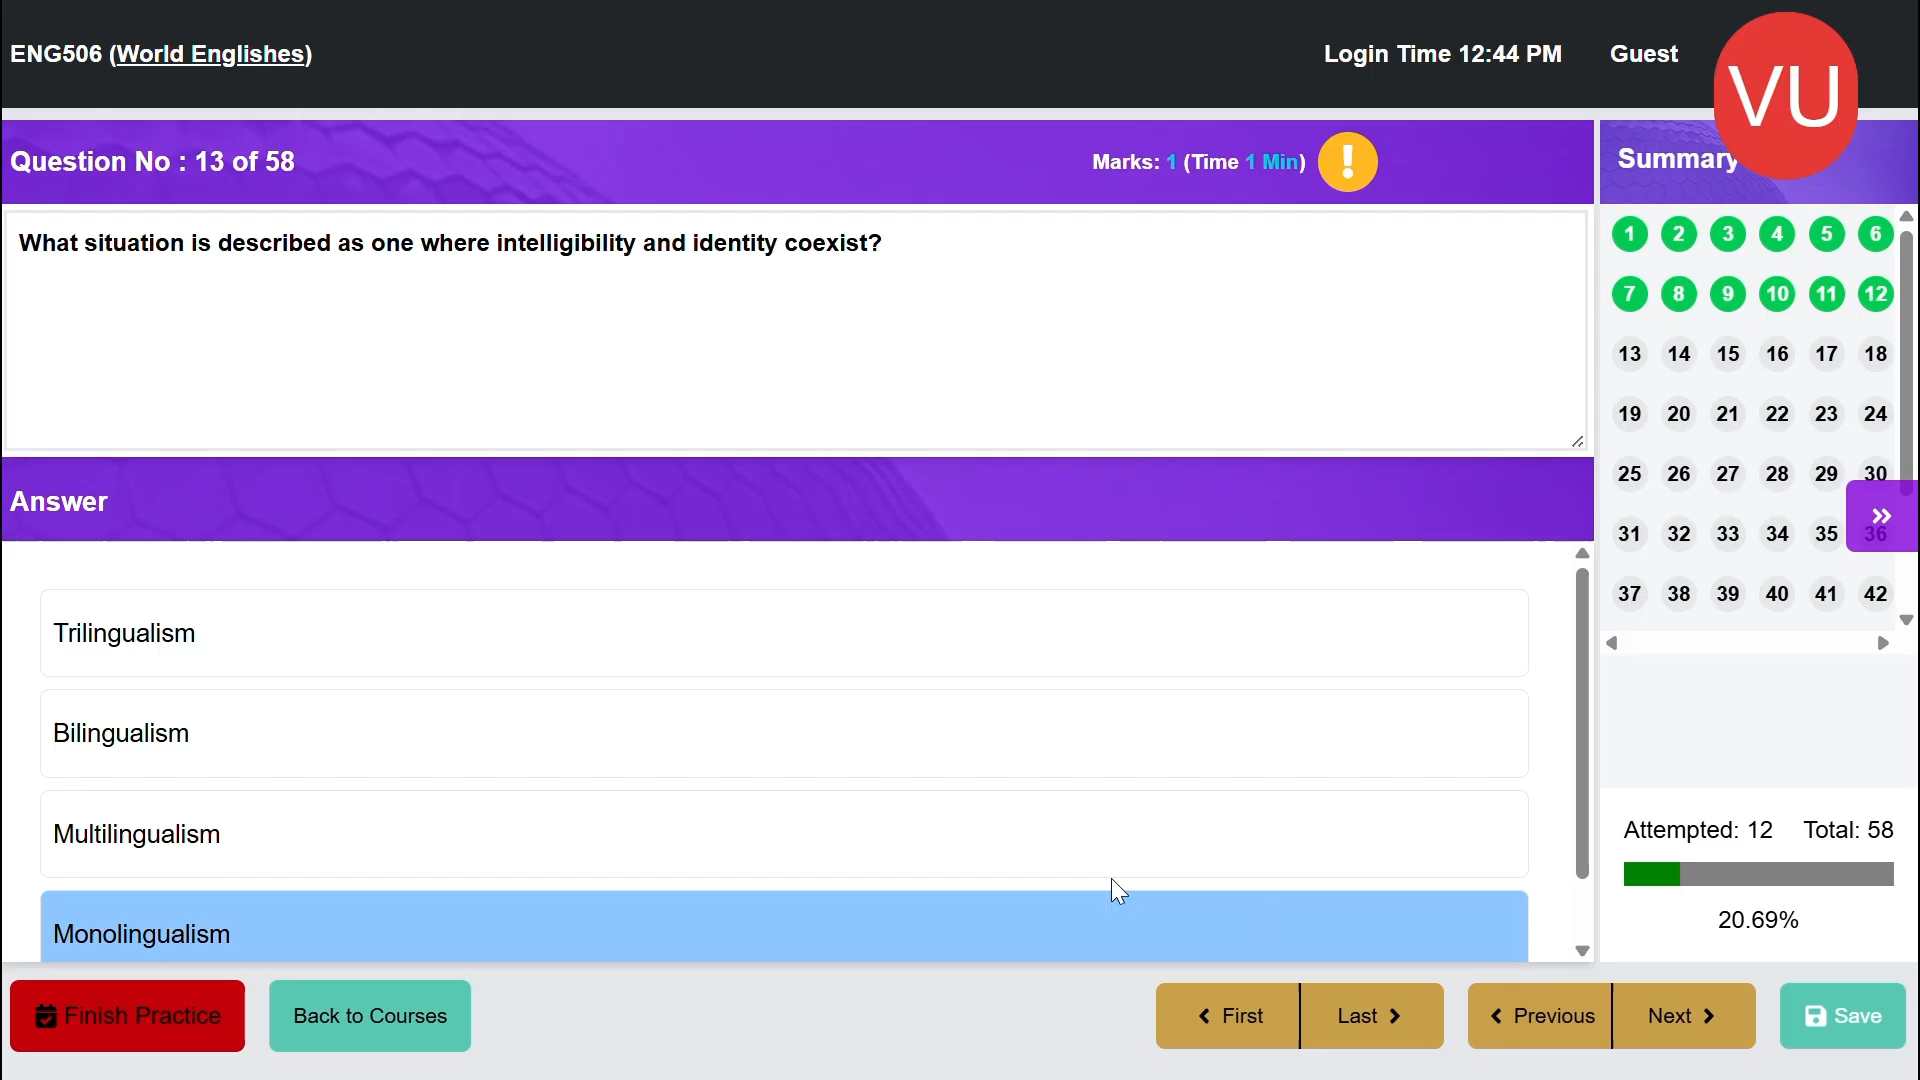 ENG506 (World Englishes)
Login Time 12:44 PM
Guest
VU
Question No : 13 of 58
Marks: 1 (Time 1 Min)
!
Summary
What situation is described as one where intelligibility and identity coexist?
1 2 3 4 5 6
7 8 9 10 11 12
13 14 15 16 17 18
19 20 21 22 23 24
25 26 27 28 29 30
31 32 33 34 35 36
37 38 39 40 41 42
Answer
Trilingualism
Bilingualism
Multilingualism
Monolingualism
Attempted: 12 Total: 58
20.69%
Finish Practice
Back to Courses
First
Last
Previous
Next
Save